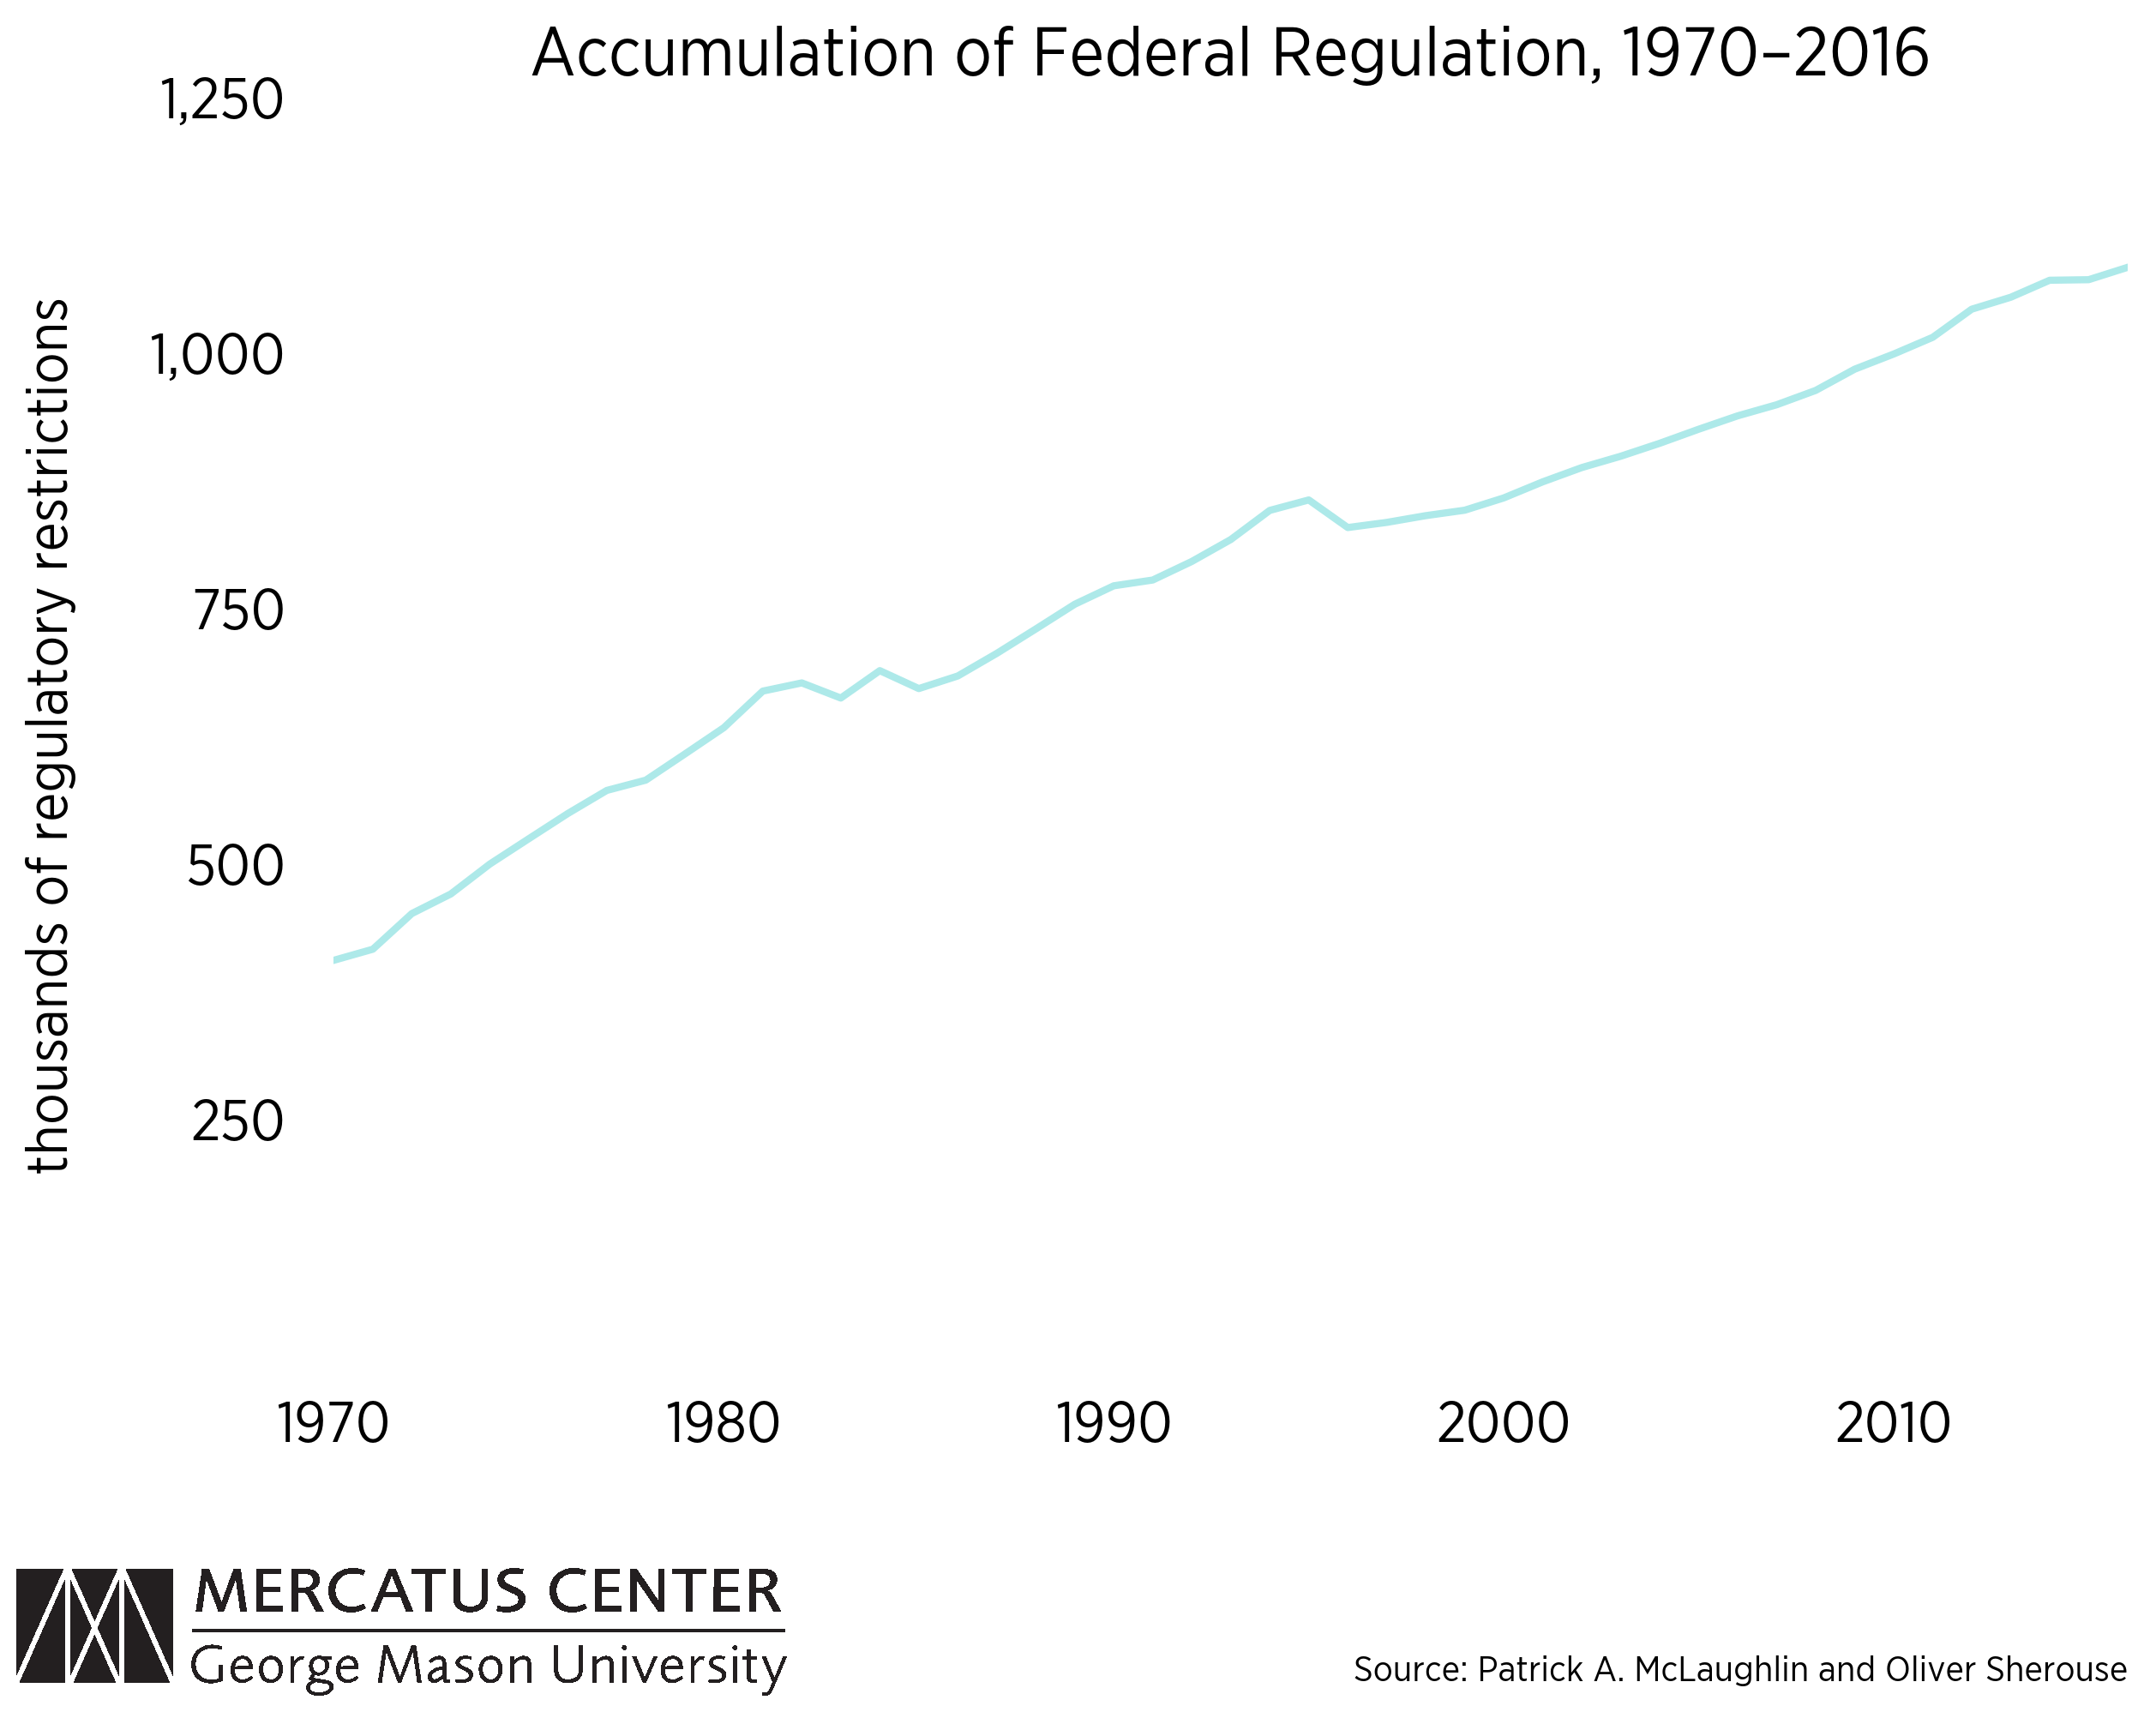 Accumulation of Federal Regulation, 1970–2016
1,250
1,000
750
500
250
thousands of regulatory restrictions
1970 1980 1990 2000 2010
MERCATUS CENTER
George Mason University
Source: Patrick A. McLaughlin and Oliver Sherouse